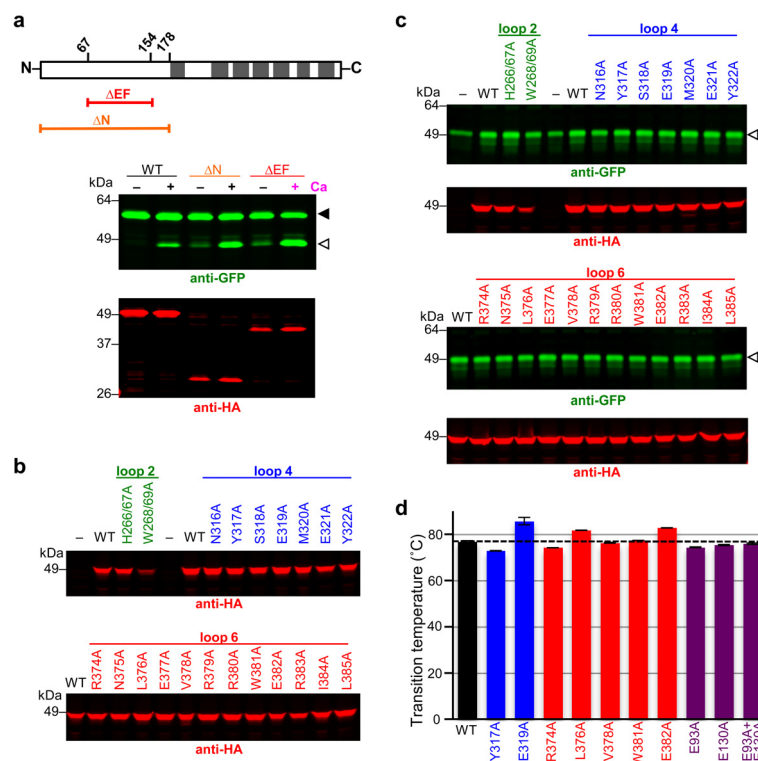 a
67 154 178
N C
ΔEF
ΔN
WT ΔN ΔEF
kDa – + – + – + Ca
64
49
anti-GFP
49
37
26
anti-HA
b
loop 2 loop 4
– WT H266/67A W268/69A – WT N316A Y317A S318A E319A M320A E321A Y322A
kDa
49
anti-HA
loop 6
WT R374A N375A L376A E377A V378A R379A R380A W381A E382A R383A I384A L385A
kDa
49
anti-HA
c
loop 2 loop 4
– WT H266/67A W268/69A – WT N316A Y317A S318A E319A M320A E321A Y322A
kDa
64
49
anti-GFP
49
anti-HA
loop 6
WT R374A N375A L376A E377A V378A R379A R380A W381A E382A R383A I384A L385A
kDa
64
49
anti-GFP
49
anti-HA
d
Transition temperature (°C)
80
60
40
20
0
WT Y317A E319A R374A L376A V378A W381A E382A E93A E130A E93A+